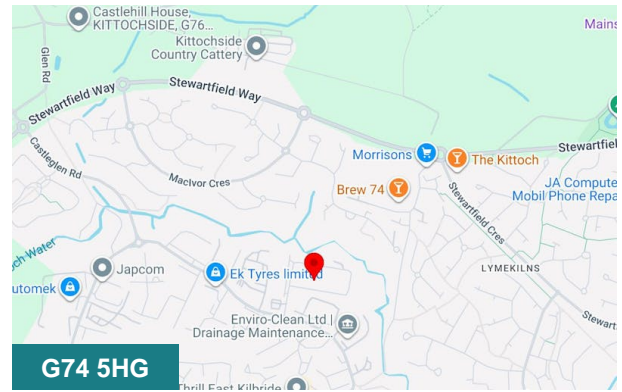 Castlehill House,
KITTOCHSIDE, G76...
Mains
Glen Rd
Kittochside
Country Cattery
Stewartfield Way
Stewartfield Way
Stewartfield
Castleglen Rd
MacIvor Cres
Morrisons
The Kittoch
Brew 74
Stewartfield Cres
JA Compute
Mobil Phone Repa
och Water
Japcom
Ek Tyres limited
LYMEKILNS
utomek
Enviro-Clean Ltd |
Drainage Maintenance...
Stewart
G74 5HG
Thrill East Kilbride